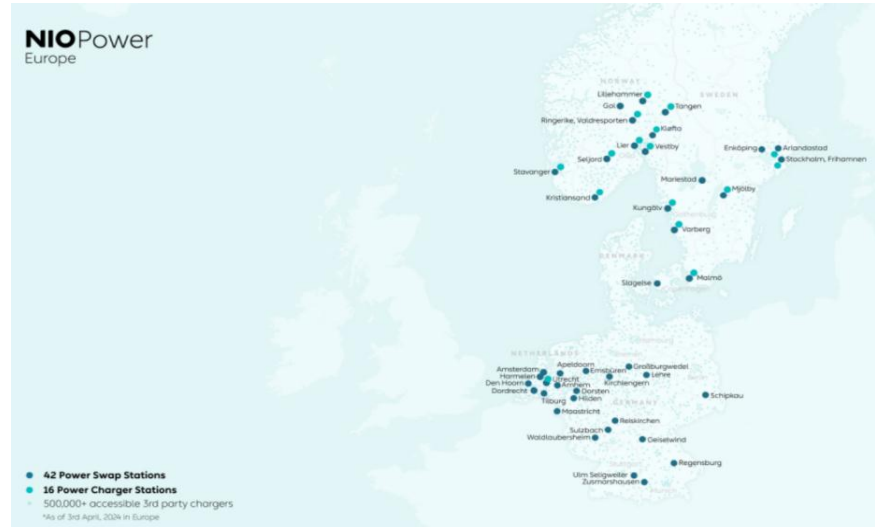 NIOPower
Europe
NORWAY
SWEDEN
Lillehammer
Gol
Tangen
Ringerike, Valdresporten
Kløfta
Lier
Vestby
Enköping
Arlandastad
Stockholm, Frihamnen
Seljord
Stavanger
Mariestad
Mjölby
Kristiansand
Kungälv
Varberg
DENMARK
Malmö
Slagelse
NETHERLANDS
Apeldoorn
Amsterdam
Emsbüren
Großburgwedel
Harmelen
Utrecht
Lehre
Den Hoorn
Arnhem
Kirchlengern
Dordrecht
Dorsten
Schipkau
Tilburg
Hilden
GERMANY
Maastricht
Reiskirchen
Sulzbach
Waldlaubersheim
Geiselwind
Regensburg
Ulm Seligweiler
Zusmarshausen
42 Power Swap Stations
16 Power Charger Stations
500,000+ accessible 3rd party chargers
*As of 3rd April, 2024 in Europe